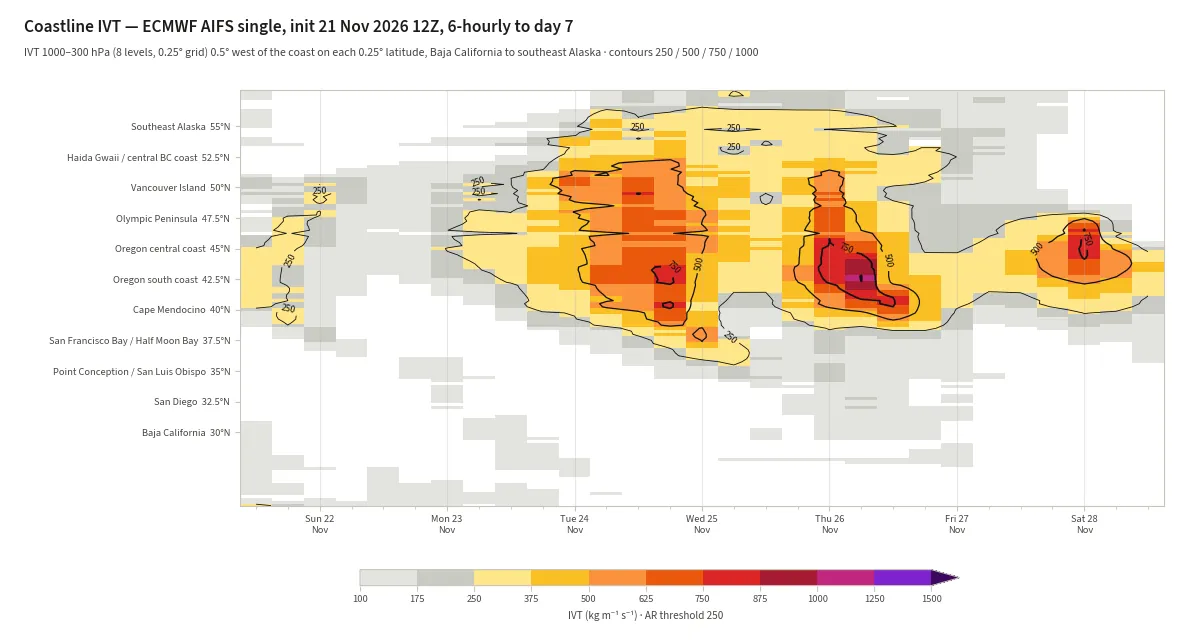 Coastline IVT — ECMWF AIFS single, init 21 Nov 2026 12Z, 6-hourly to day 7
IVT 1000–300 hPa (8 levels, 0.25° grid) 0.5° west of the coast on each 0.25° latitude, Baja California to southeast Alaska · contours 250 / 500 / 750 / 1000
Southeast Alaska 55°N
Haida Gwaii / central BC coast 52.5°N
Vancouver Island 50°N
Olympic Peninsula 47.5°N
Oregon central coast 45°N
Oregon south coast 42.5°N
Cape Mendocino 40°N
San Francisco Bay / Half Moon Bay 37.5°N
Point Conception / San Luis Obispo 35°N
San Diego 32.5°N
Baja California 30°N
250
250
250
250
250
250
250
250
250
500
500
500
750
750
750
Sun 22 Nov
Mon 23 Nov
Tue 24 Nov
Wed 25 Nov
Thu 26 Nov
Fri 27 Nov
Sat 28 Nov
100 175 250 375 500 625 750 875 1000 1250 1500
IVT (kg m⁻¹ s⁻¹) · AR threshold 250